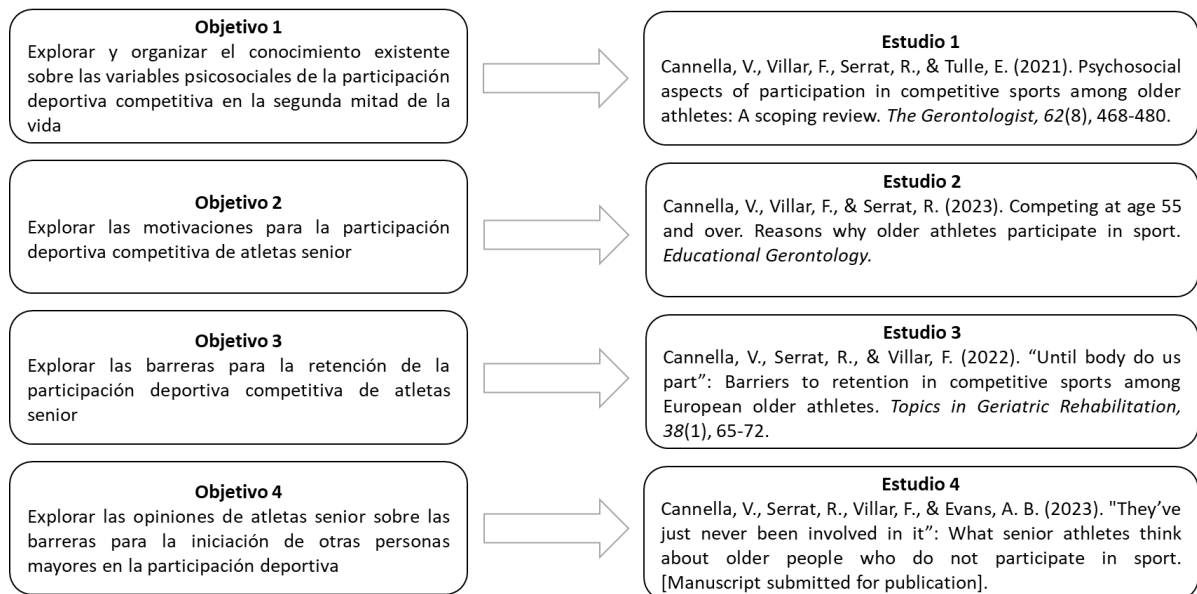 Objetivo 1
Explorar y organizar el conocimiento existente
sobre las variables psicosociales de la participación
deportiva competitiva en la segunda mitad de la
vida
Estudio 1
Cannella, V., Villar, F., Serrat, R., & Tulle, E. (2021). Psychosocial
aspects of participation in competitive sports among older
athletes: A scoping review. The Gerontologist, 62(8), 468-480.
Objetivo 2
Explorar las motivaciones para la participación
deportiva competitiva de atletas senior
Estudio 2
Cannella, V., Villar, F., & Serrat, R. (2023). Competing at age 55
and over. Reasons why older athletes participate in sport.
Educational Gerontology.
Objetivo 3
Explorar las barreras para la retención de la
participación deportiva competitiva de atletas
senior
Estudio 3
Cannella, V., Serrat, R., & Villar, F. (2022). “Until body do us
part”: Barriers to retention in competitive sports among
European older athletes. Topics in Geriatric Rehabilitation,
38(1), 65-72.
Objetivo 4
Explorar las opiniones de atletas senior sobre las
barreras para la iniciación de otras personas
mayores en la participación deportiva
Estudio 4
Cannella, V., Serrat, R., Villar, F., & Evans, A. B. (2023). "They’ve
just never been involved in it”: What senior athletes think
about older people who do not participate in sport.
[Manuscript submitted for publication].